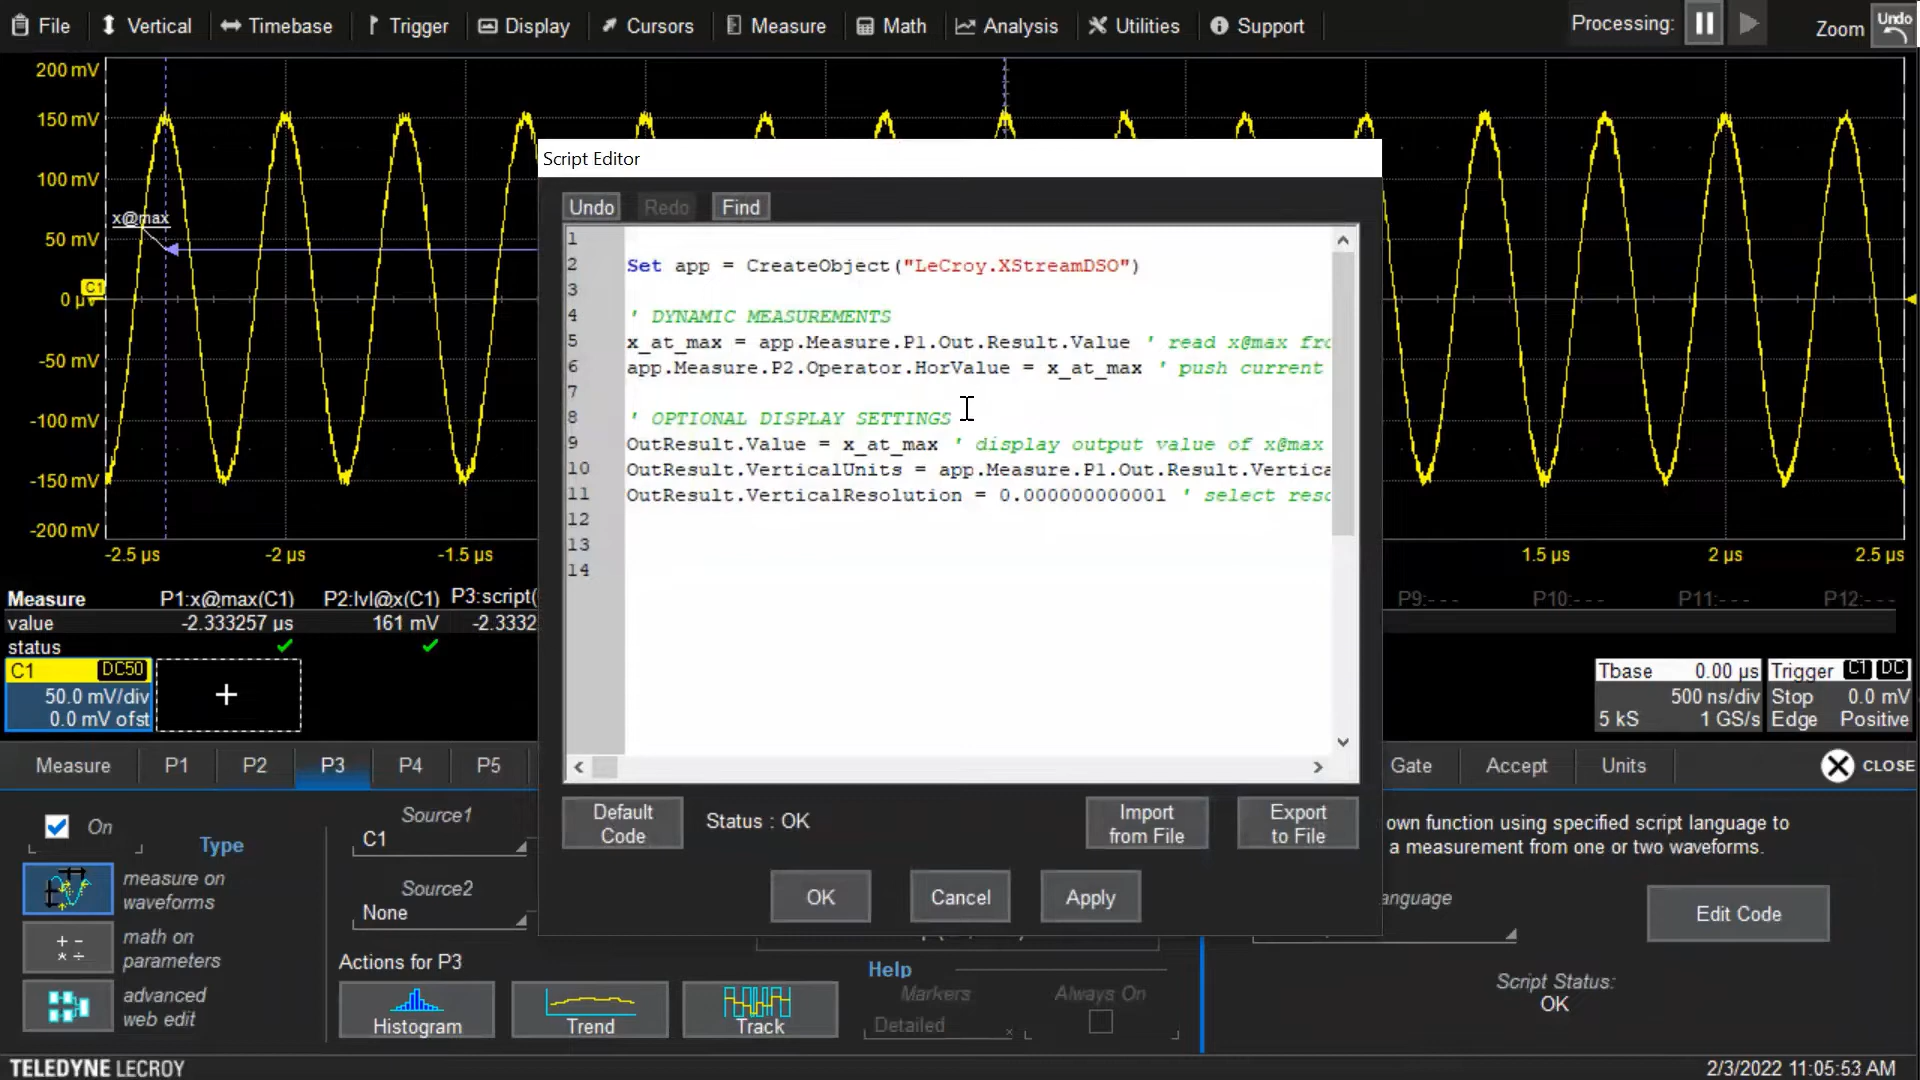 File Vertical Timebase Trigger Display Cursors Measure Math Analysis Utilities Support Processing: Zoom Undo
200 mV
150 mV
100 mV
x@max
50 mV
C1
0 µV
-50 mV
-100 mV
-150 mV
-200 mV
-2.5 µs -2 µs -1.5 µs 1.5 µs 2 µs 2.5 µs
Script Editor
Undo Redo Find
1
2 Set app = CreateObject("LeCroy.XStreamDSO")
3
4 ' DYNAMIC MEASUREMENTS
5 x_at_max = app.Measure.P1.Out.Result.Value ' read x@max fro
6 app.Measure.P2.Operator.HorValue = x_at_max ' push current
7
8 ' OPTIONAL DISPLAY SETTINGS
9 OutResult.Value = x_at_max ' display output value of x@max
10 OutResult.VerticalUnits = app.Measure.P1.Out.Result.Vertica
11 OutResult.VerticalResolution = 0.000000000001 ' select reso
12
13
14
Default Code
Status : OK
Import from File
Export to File
OK Cancel Apply
Measure P1:x@max(C1) P2:lvl@x(C1) P3:script( P9:- - - P10:- - - P11:- - - P12:- - -
value -2.333257 µs 161 mV -2.3332
status
C1 DC50
50.0 mV/div
0.0 mV ofst
+
Tbase 0.00 µs
500 ns/div
5 kS 1 GS/s
Trigger C1 DC
Stop 0.0 mV
Edge Positive
Measure P1 P2 P3 P4 P5 Gate Accept Units CLOSE
On
Type
measure on
waveforms
math on
parameters
advanced
web edit
Source1
C1
Source2
None
Actions for P3
Histogram Trend Track
Help
Markers
Detailed
Always On
own function using specified script language to
a measurement from one or two waveforms.
anguage
Edit Code
Script Status:
OK
TELEDYNE LECROY
2/3/2022 11:05:53 AM